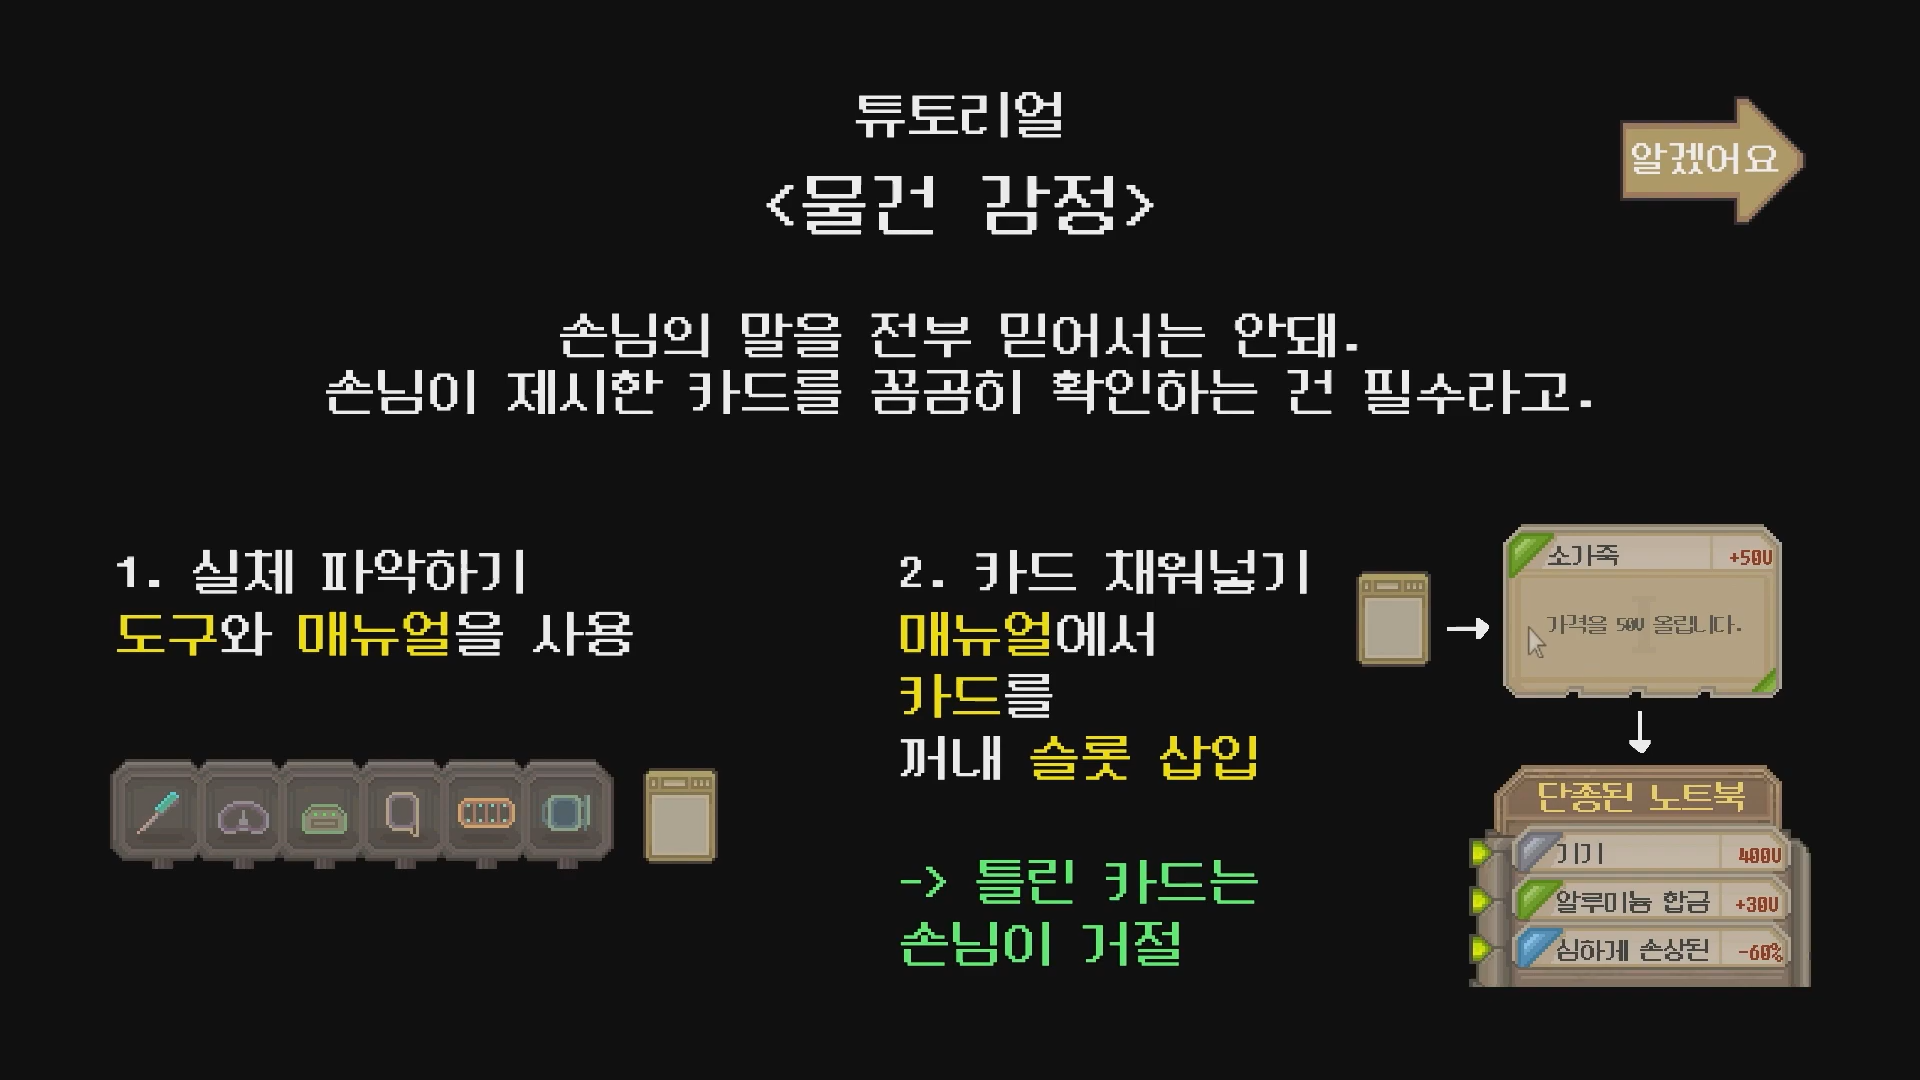 튜토리얼
알겠어요
<물건 감정>
손님의 말을 전부 믿어서는 안돼.
손님이 제시한 카드를 꼼꼼히 확인하는 건 필수라고.
1. 실체 파악하기
도구와 매뉴얼을 사용
2. 카드 채워넣기
매뉴얼에서
카드를
꺼내 슬롯 삽입
-> 틀린 카드는
손님이 거절
소가죽 +50V
가격을 50V 올립니다.
단종된 노트북
기기 400V
알루미늄 합금 +30V
심하게 손상된 -60%